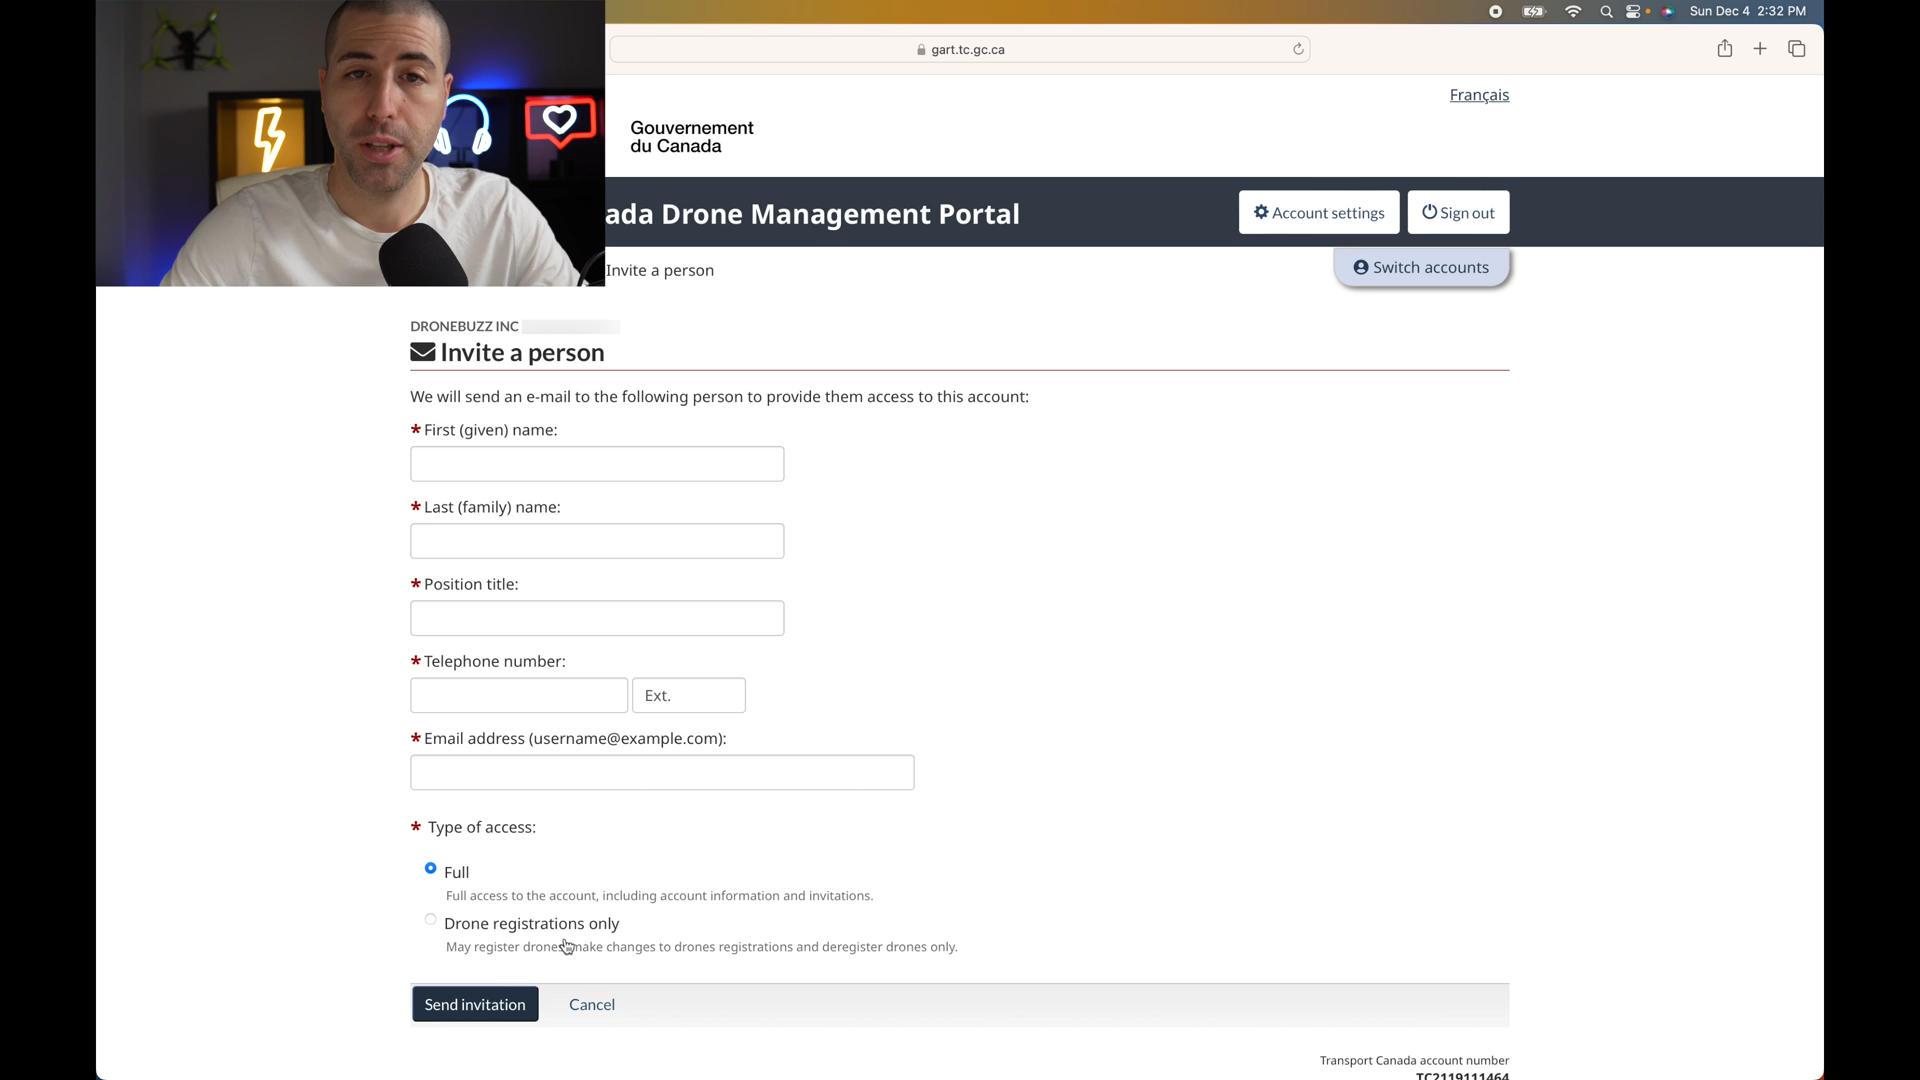 Sun Dec 4 2:32 PM
gart.tc.gc.ca
Français
Gouvernement
du Canada
ada Drone Management Portal
Account settings
Sign out
Invite a person
Switch accounts
DRONEBUZZ INC
Invite a person
We will send an e-mail to the following person to provide them access to this account:
* First (given) name:
* Last (family) name:
* Position title:
* Telephone number:
Ext.
* Email address (username@example.com):
* Type of access:
Full
Full access to the account, including account information and invitations.
Drone registrations only
May register drones, make changes to drones registrations and deregister drones only.
Send invitation
Cancel
Transport Canada account number
TC2119111464